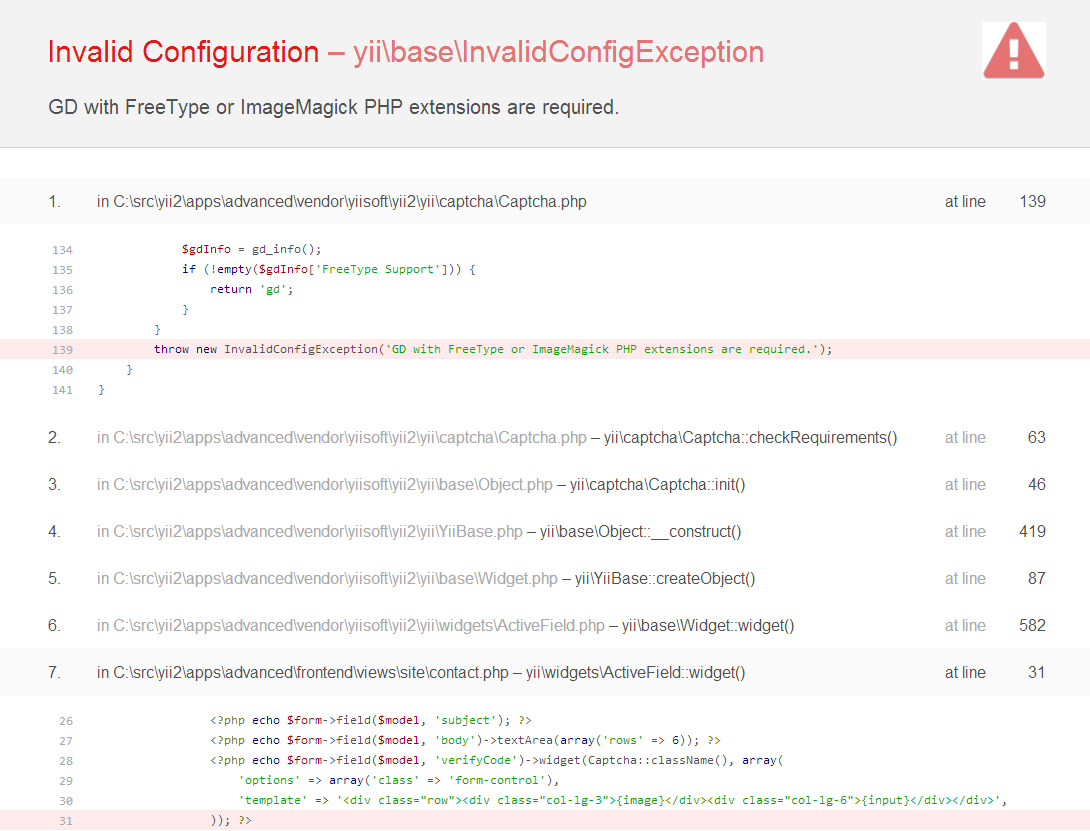 Invalid Configuration – yii\base\InvalidConfigException
GD with FreeType or ImageMagick PHP extensions are required.
1. in C:\src\yii2\apps\advanced\vendor\yiisoft\yii2\yii\captcha\Captcha.php at line 139
134 $gdInfo = gd_info();
135 if (!empty($gdInfo['FreeType Support'])) {
136 return 'gd';
137 }
138 }
139 throw new InvalidConfigException('GD with FreeType or ImageMagick PHP extensions are required.');
140 }
141 }
2. in C:\src\yii2\apps\advanced\vendor\yiisoft\yii2\yii\captcha\Captcha.php – yii\captcha\Captcha::checkRequirements() at line 63
3. in C:\src\yii2\apps\advanced\vendor\yiisoft\yii2\yii\base\Object.php – yii\captcha\Captcha::init() at line 46
4. in C:\src\yii2\apps\advanced\vendor\yiisoft\yii2\yii\YiiBase.php – yii\base\Object::__construct() at line 419
5. in C:\src\yii2\apps\advanced\vendor\yiisoft\yii2\yii\base\Widget.php – yii\YiiBase::createObject() at line 87
6. in C:\src\yii2\apps\advanced\vendor\yiisoft\yii2\yii\widgets\ActiveField.php – yii\base\Widget::widget() at line 582
7. in C:\src\yii2\apps\advanced\frontend\views\site\contact.php – yii\widgets\ActiveField::widget() at line 31
26 <?php echo $form->field($model, 'subject'); ?>
27 <?php echo $form->field($model, 'body')->textArea(array('rows' => 6)); ?>
28 <?php echo $form->field($model, 'verifyCode')->widget(Captcha::className(), array(
29 'options' => array('class' => 'form-control'),
30 'template' => '<div class="row"><div class="col-lg-3">{image}</div><div class="col-lg-6">{input}</div></div>',
31 )); ?>